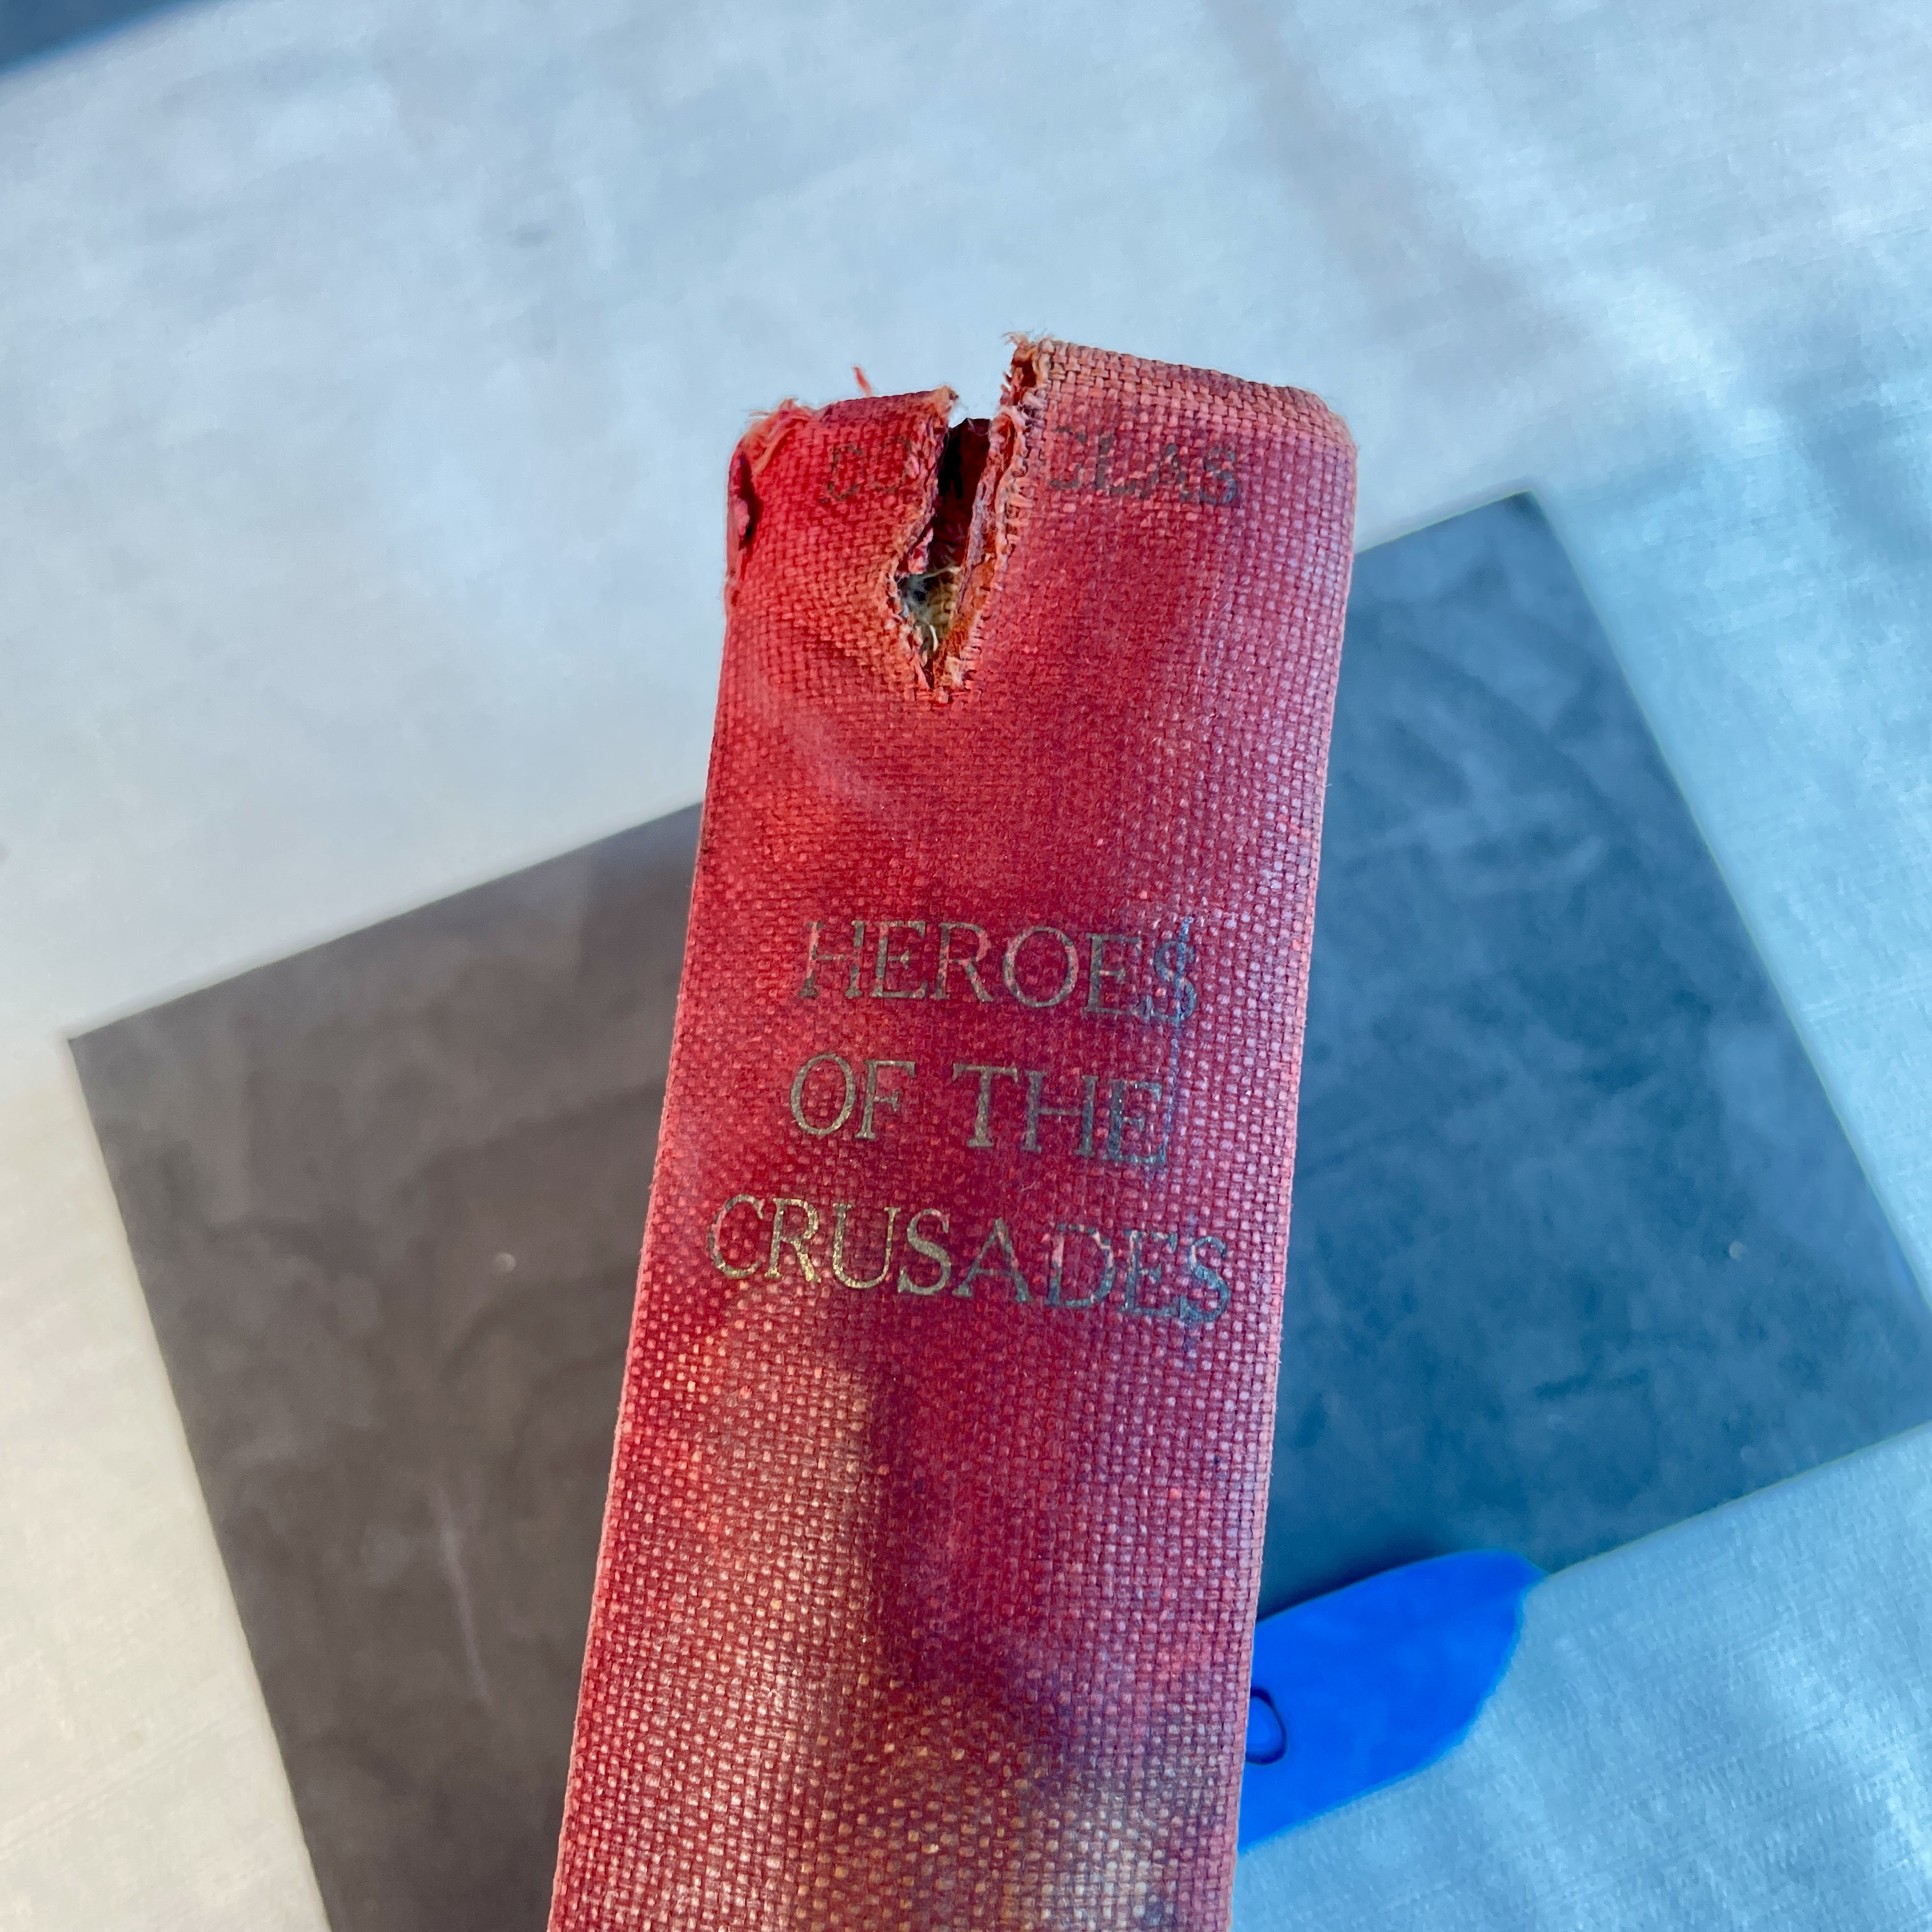 HEROES
OF THE
CRUSADES